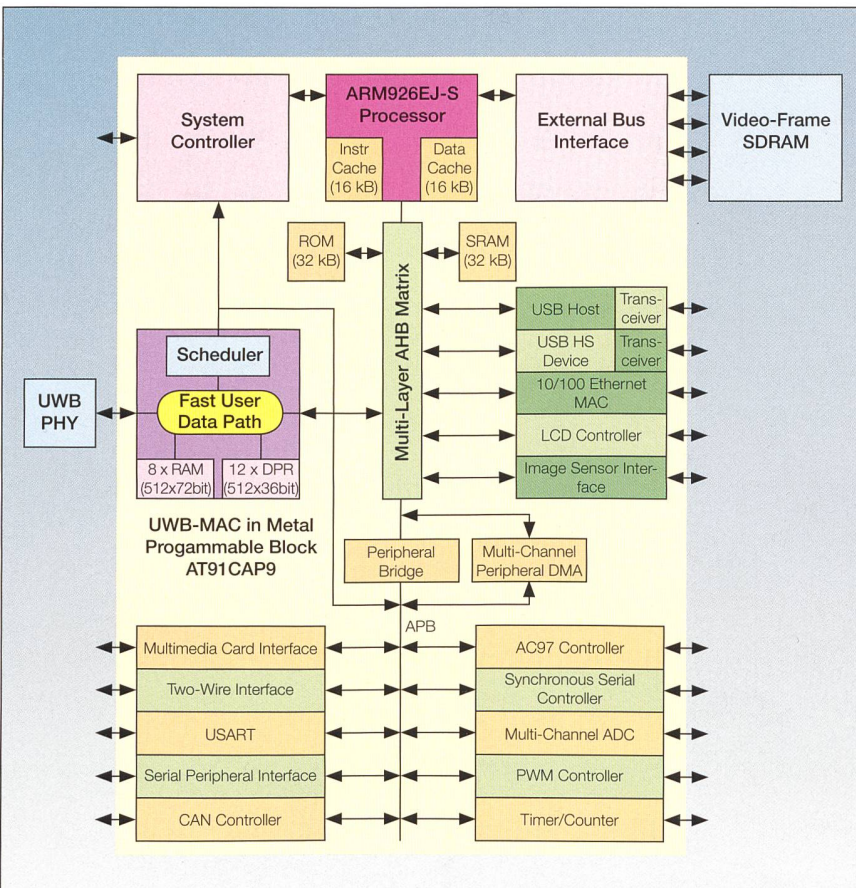 System
Controller
ARM926EJ-S
Processor
Instr
Cache
(16 kB)
Data
Cache
(16 kB)
External Bus
Interface
Video-Frame
SDRAM
ROM
(32 kB)
SRAM
(32 kB)
Multi-Layer AHB Matrix
USB Host
Trans-
ceiver
USB HS
Device
Trans-
ceiver
10/100 Ethernet
MAC
LCD Controller
Image Sensor Inter-
face
Scheduler
UWB
PHY
Fast User
Data Path
8 x RAM
(512x72bit)
12 x DPR
(512x36bit)
UWB-MAC in Metal
Progammable Block
AT91CAP9
Peripheral
Bridge
Multi-Channel
Peripheral DMA
APB
Multimedia Card Interface
Two-Wire Interface
USART
Serial Peripheral Interface
CAN Controller
AC97 Controller
Synchronous Serial
Controller
Multi-Channel ADC
PWM Controller
Timer/Counter